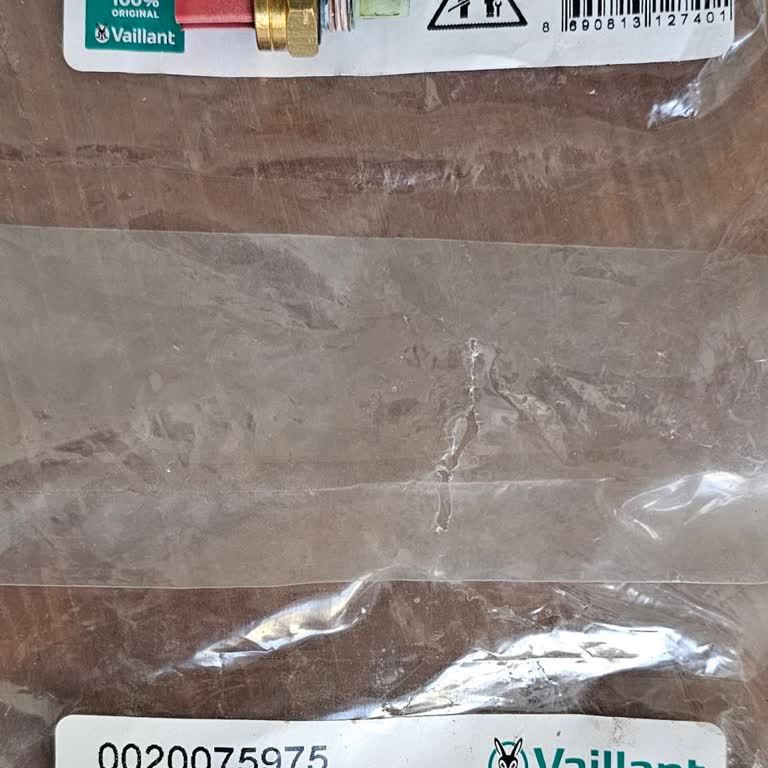 100%
ORIGINAL
Vaillant
8 690813 127401
0020075975
Vaillant